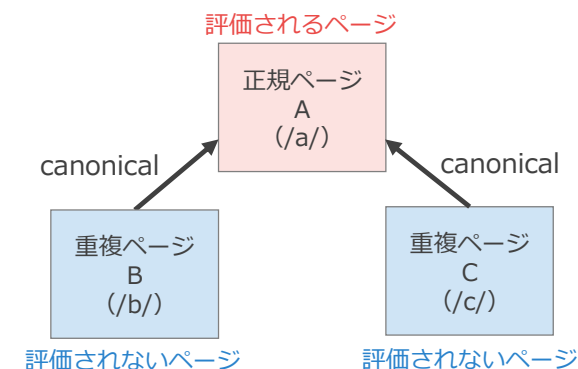 評価されるページ
正規ページ
A
（/a/）
canonical
canonical
重複ページ
B
（/b/）
重複ページ
C
（/c/）
評価されないページ
評価されないページ